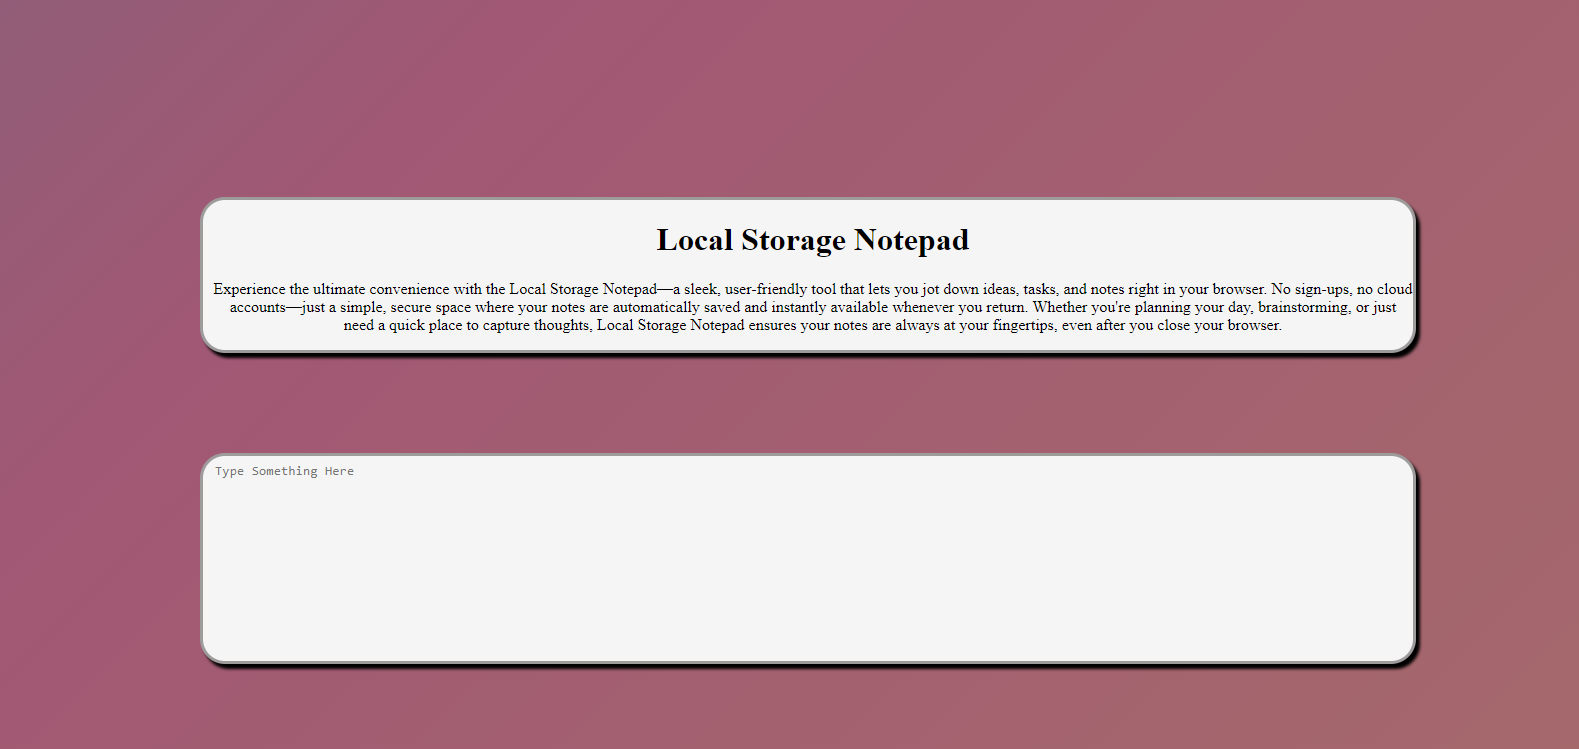 Local Storage Notepad
Experience the ultimate convenience with the Local Storage Notepad—a sleek, user-friendly tool that lets you jot down ideas, tasks, and notes right in your browser. No sign-ups, no cloud
accounts—just a simple, secure space where your notes are automatically saved and instantly available whenever you return. Whether you're planning your day, brainstorming, or just
need a quick place to capture thoughts, Local Storage Notepad ensures your notes are always at your fingertips, even after you close your browser.
Type Something Here